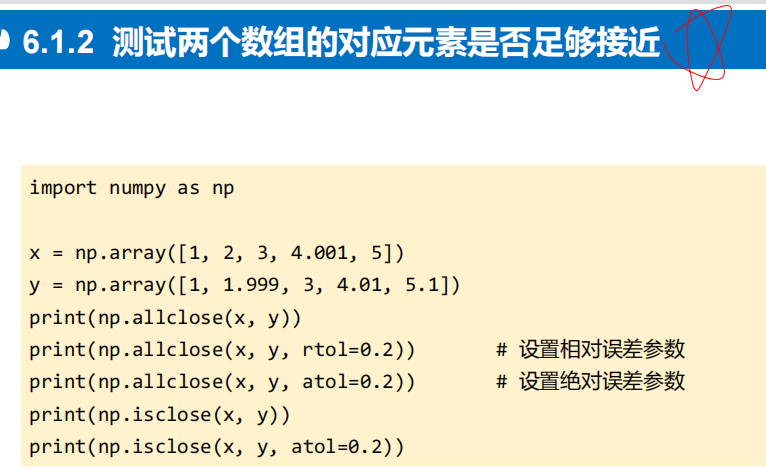 6.1.2 测试两个数组的对应元素是否足够接近
import numpy as np
x = np.array([1, 2, 3, 4.001, 5])
y = np.array([1, 1.999, 3, 4.01, 5.1])
print(np.allclose(x, y))
print(np.allclose(x, y, rtol=0.2)) # 设置相对误差参数
print(np.allclose(x, y, atol=0.2)) # 设置绝对误差参数
print(np.isclose(x, y))
print(np.isclose(x, y, atol=0.2))